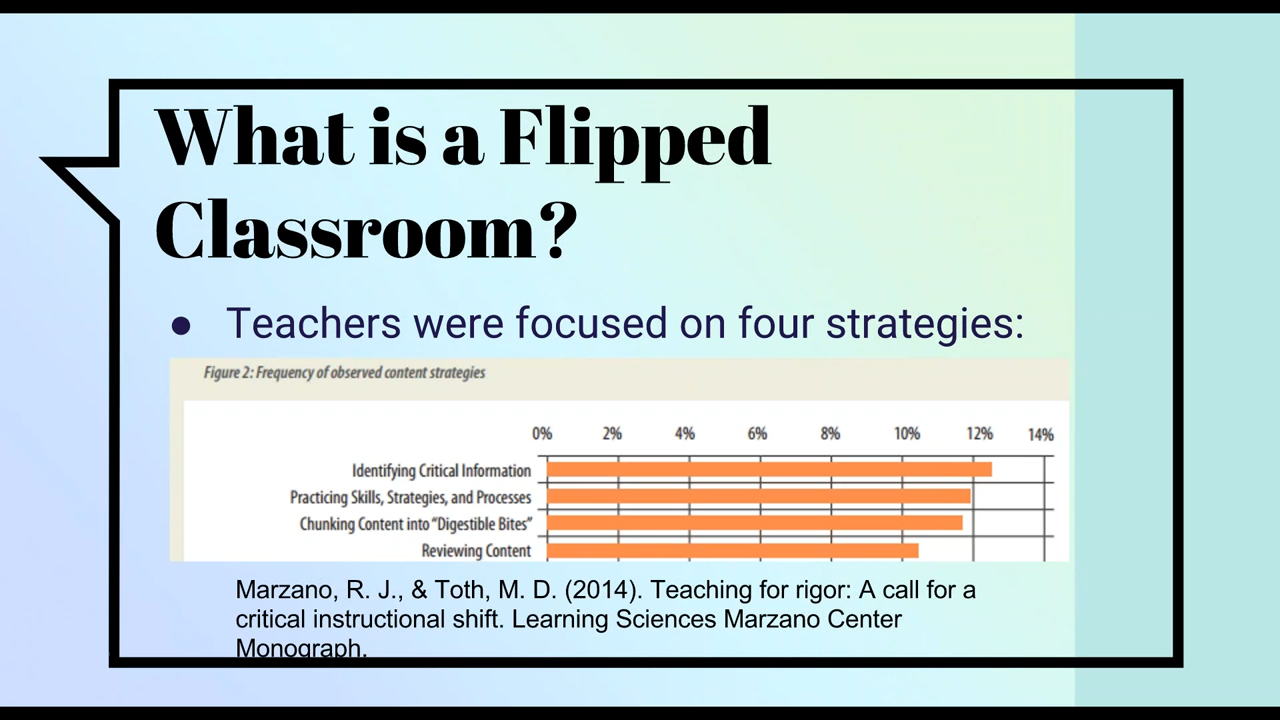 What is a Flipped
Classroom?
● Teachers were focused on four strategies:
Figure 2: Frequency of observed content strategies
0% 2% 4% 6% 8% 10% 12% 14%
Identifying Critical Information
Practicing Skills, Strategies, and Processes
Chunking Content into “Digestible Bites”
Reviewing Content
Marzano, R. J., & Toth, M. D. (2014). Teaching for rigor: A call for a
critical instructional shift. Learning Sciences Marzano Center
Monograph.